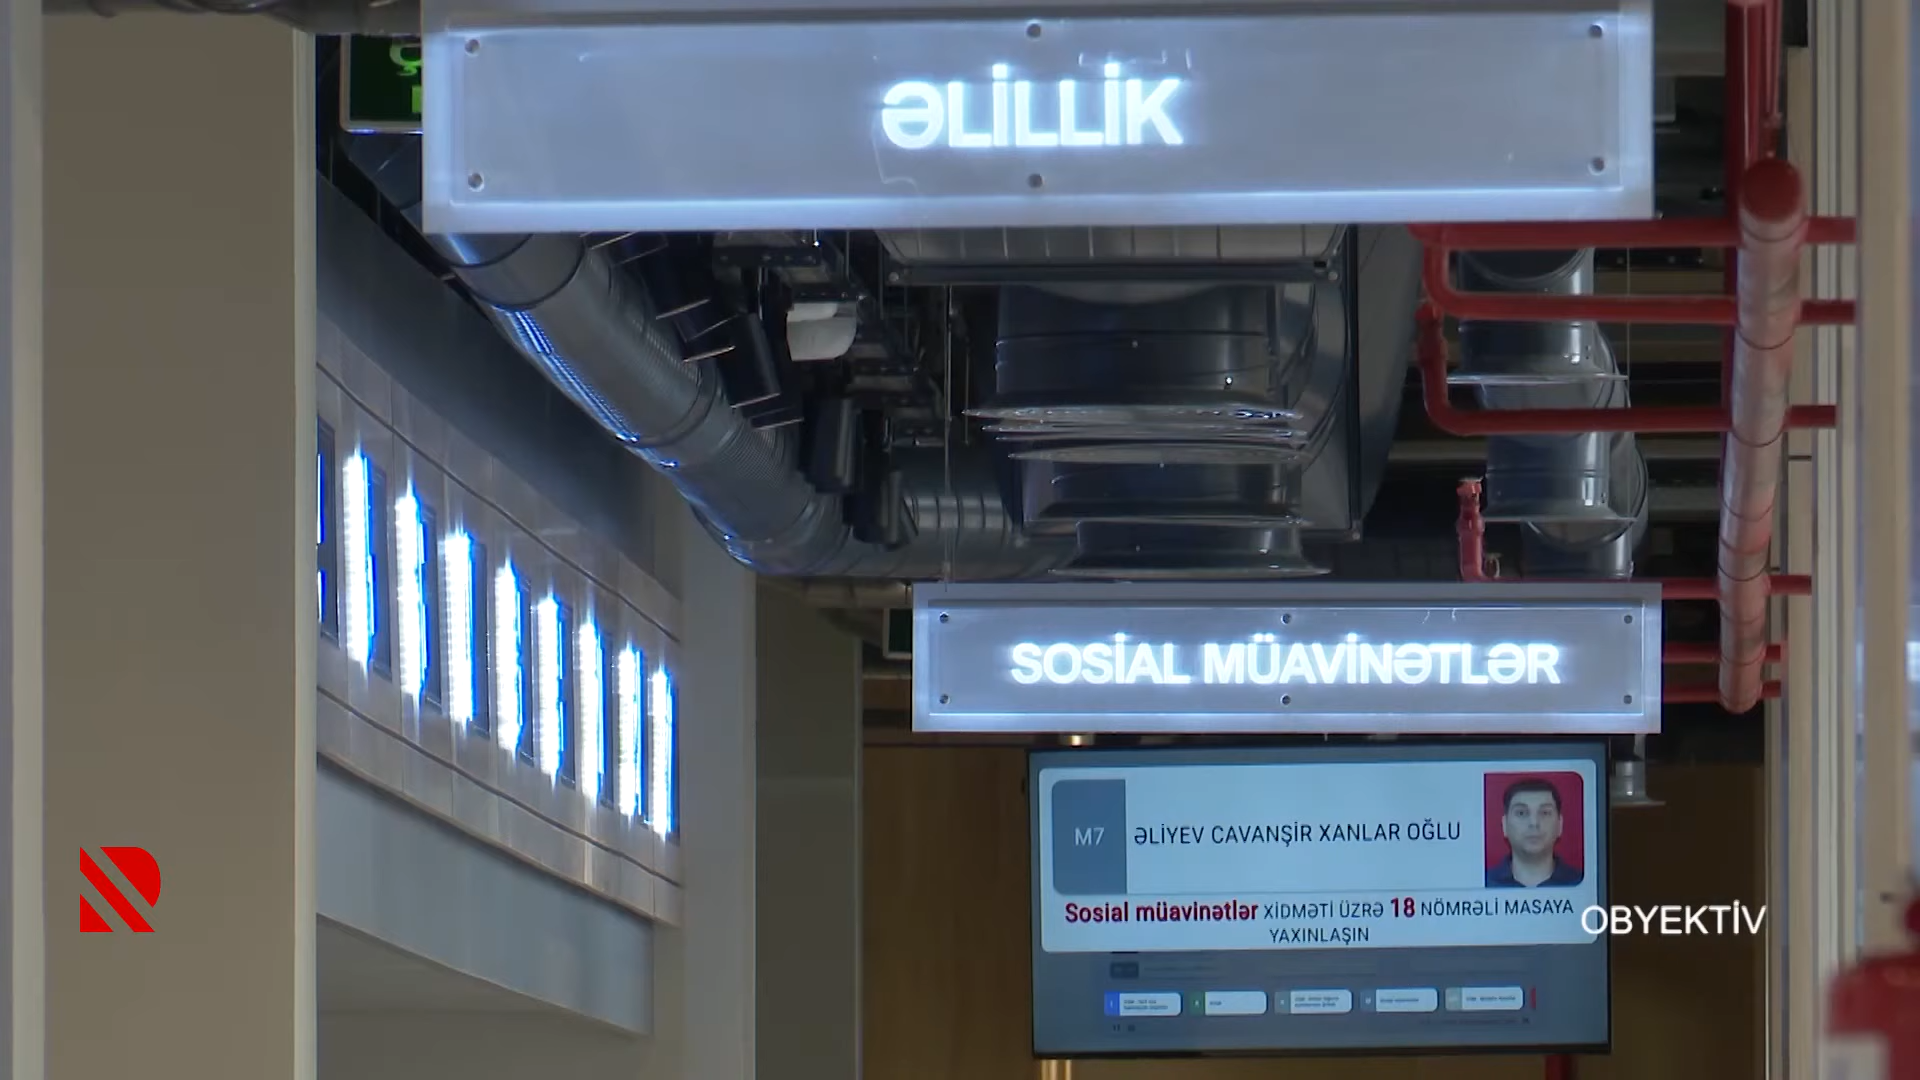 ƏLİLLİK
SOSİAL MÜAVİNƏTLƏR
M7
ƏLİYEV CAVANŞİR XANLAR OĞLU
Sosial müavinətlər XİDMƏTİ ÜZRƏ 18 NÖMRƏLİ MASAYA
YAXINLAŞIN
OBYEKTİV